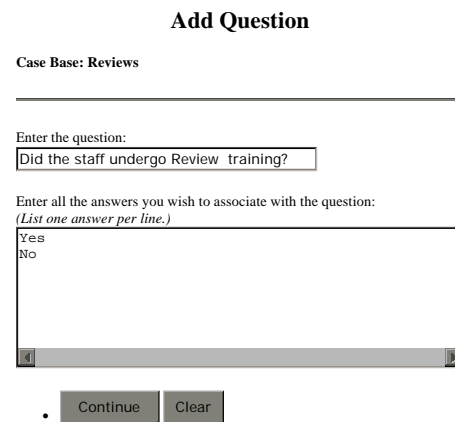 Add Question
Case Base: Reviews
Enter the question:
Did the staff undergo Review  training?
Enter all the answers you wish to associate with the question:
(List one answer per line.)
Yes
No
Continue Clear